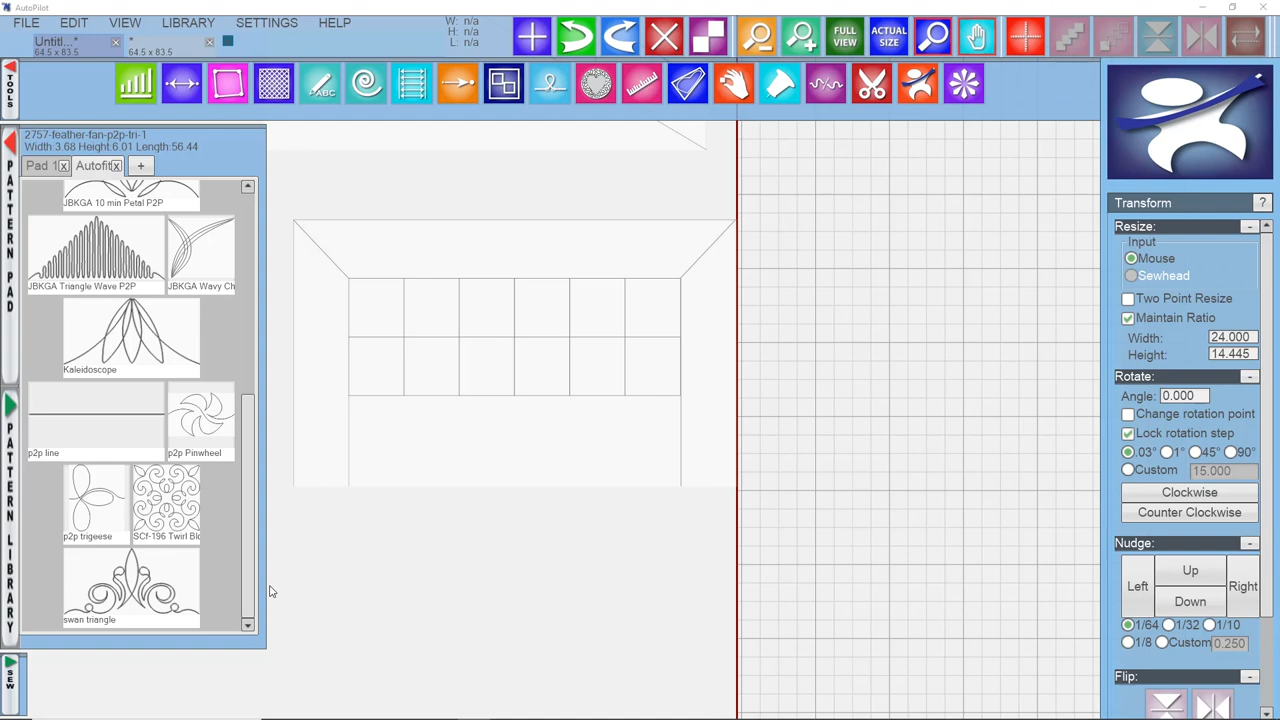 AutoPilot
FILE EDIT VIEW LIBRARY SETTINGS HELP
W: n/a
H: n/a
L: n/a
Untitl...*
64.5 x 83.5
*
64.5 x 83.5
FULL VIEW
ACTUAL SIZE
TOOLS
ABC
PATTERN PAD
PATTERN LIBRARY
SEW
2757-feather-fan-p2p-tri-1
Width:3.68 Height:6.01 Length:56.44
Pad 1 x Autofit x +
JBKGA 10 min Petal P2P
JBKGA Triangle Wave P2P
JBKGA Wavy Ch
Kaleidoscope
p2p line
p2p Pinwheel
p2p trigeese
SCf-196 Twirl Blo
swan triangle
Transform ?
Resize: -
Input
Mouse
Sewhead
Two Point Resize
Maintain Ratio
Width: 24.000
Height: 14.445
Rotate: -
Angle: 0.000
Change rotation point
Lock rotation step
.03° 1° 45° 90°
Custom 15.000
Clockwise
Counter Clockwise
Nudge: -
Up
Left Right
Down
1/64 1/32 1/10
1/8 Custom 0.250
Flip: -